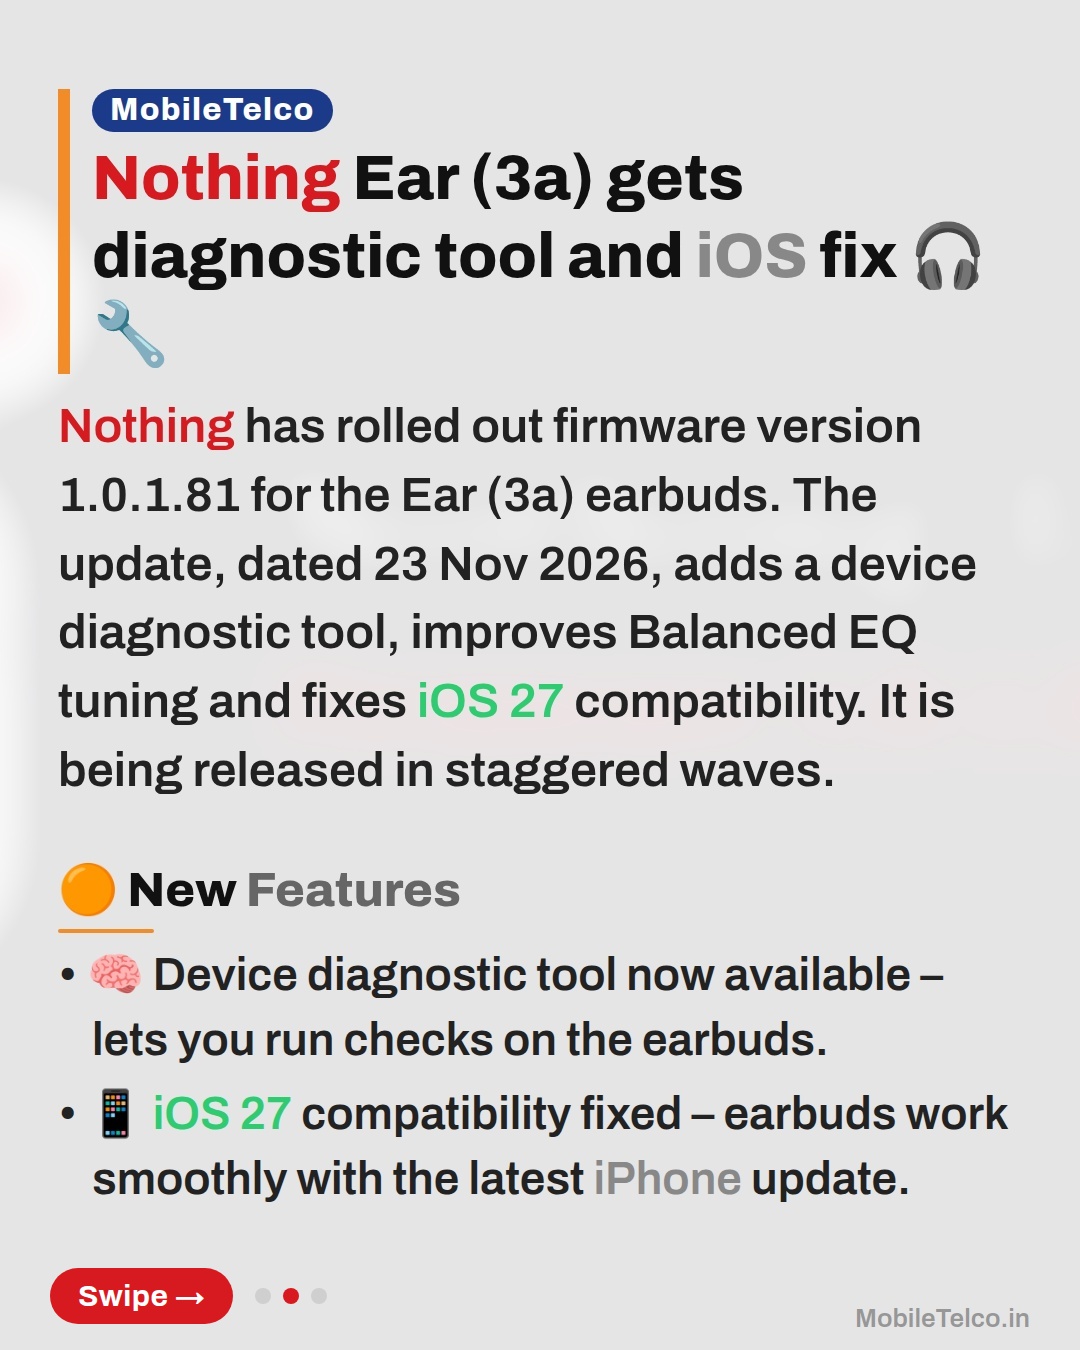 MobileTelco
Nothing Ear (3a) gets
diagnostic tool and iOS fix 🎧
🔧
Nothing has rolled out firmware version
1.0.1.81 for the Ear (3a) earbuds. The
update, dated 23 Nov 2026, adds a device
diagnostic tool, improves Balanced EQ
tuning and fixes iOS 27 compatibility. It is
being released in staggered waves.
🟠 New Features
• 🧠 Device diagnostic tool now available –
lets you run checks on the earbuds.
• 📱 iOS 27 compatibility fixed – earbuds work
smoothly with the latest iPhone update.
Swipe →
MobileTelco.in